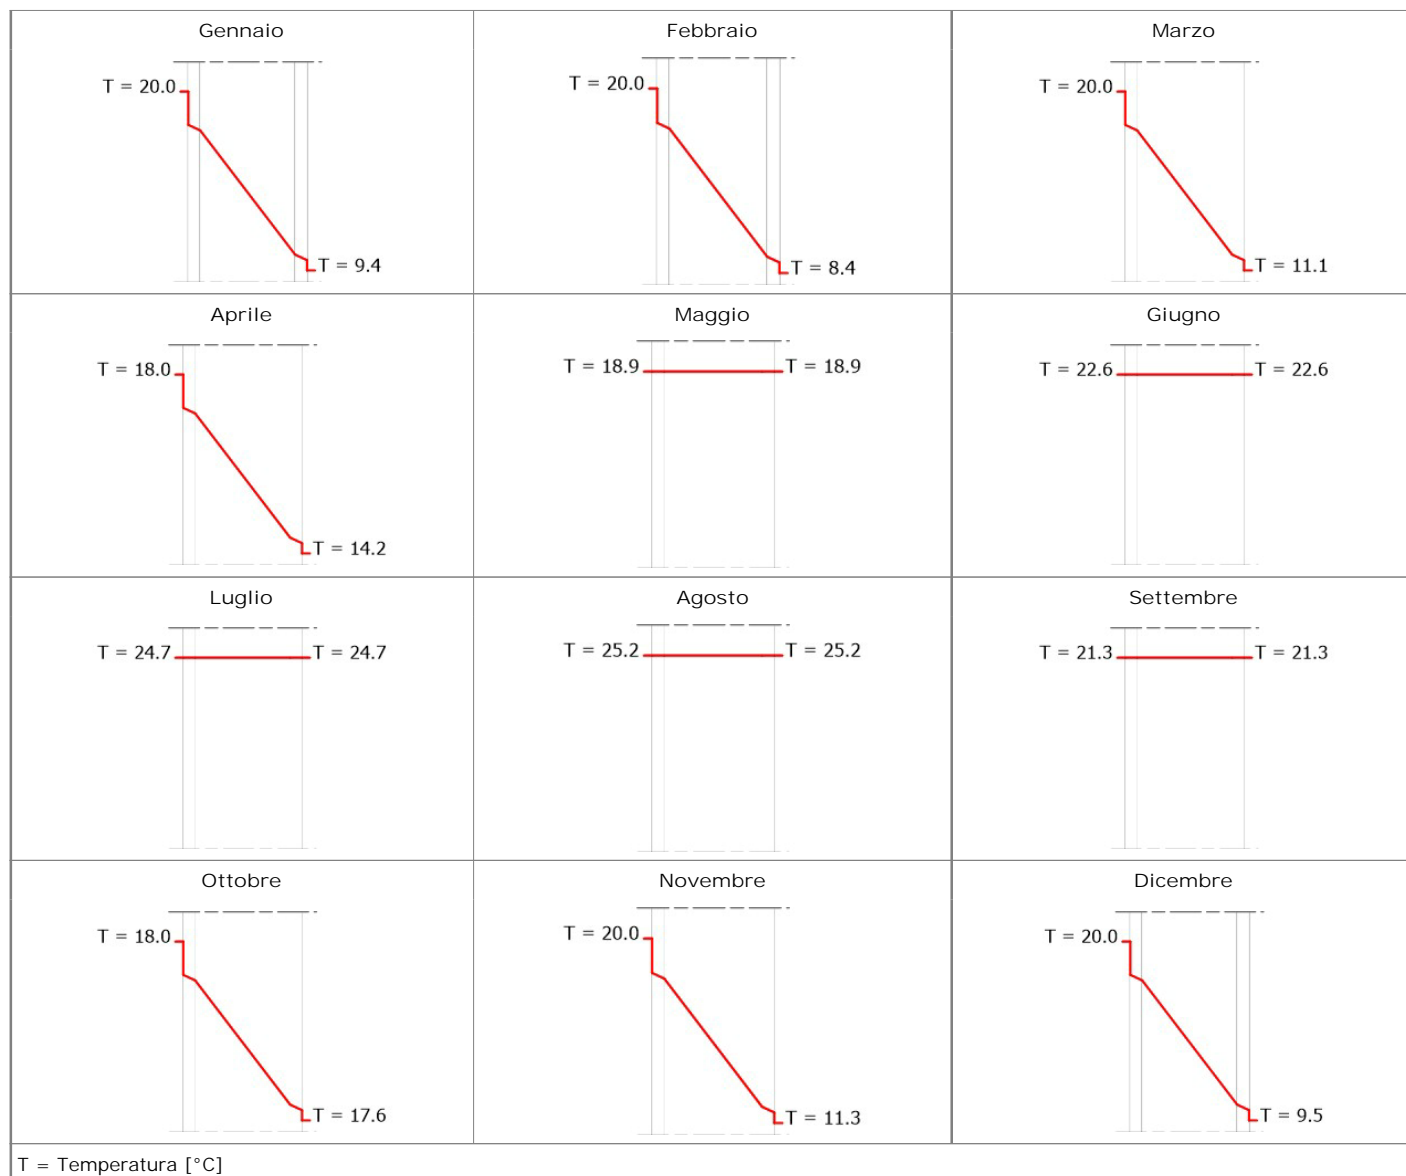 Gennaio
Febbraio
Marzo
T = 20.0
T = 9.4
T = 20.0
T = 8.4
T = 20.0
T = 11.1
Aprile
Maggio
Giugno
T = 18.0
T = 14.2
T = 18.9
T = 18.9
T = 22.6
T = 22.6
Luglio
Agosto
Settembre
T = 24.7
T = 24.7
T = 25.2
T = 25.2
T = 21.3
T = 21.3
Ottobre
Novembre
Dicembre
T = 18.0
T = 17.6
T = 20.0
T = 11.3
T = 20.0
T = 9.5
T = Temperatura [°C]